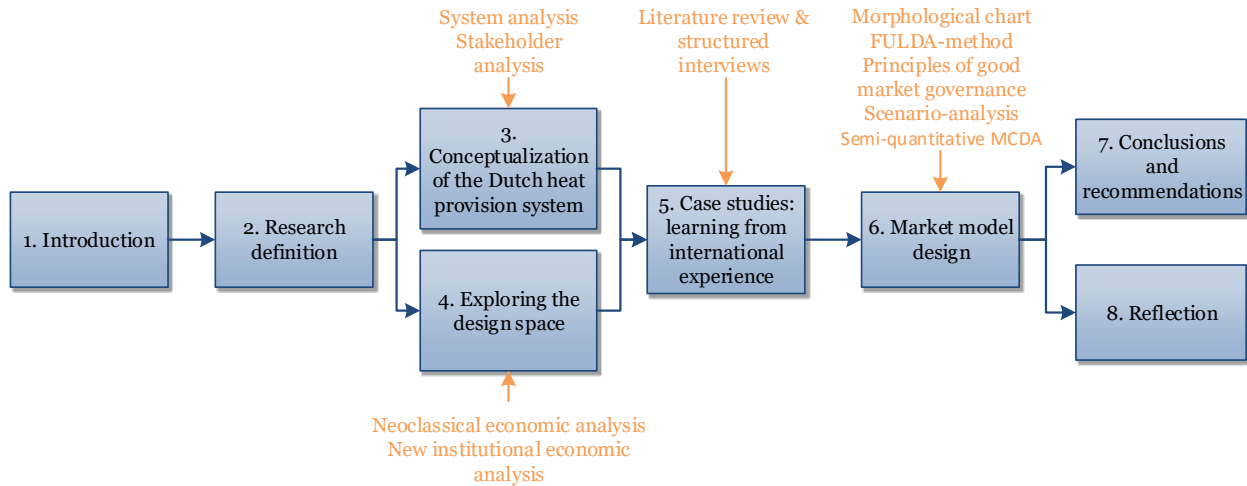 System analysis
Stakeholder
analysis
Literature review &
structured
interviews
Morphological chart
FULDA-method
Principles of good
market governance
Scenario-analysis
Semi-quantitative MCDA
1. Introduction
2. Research
definition
3.
Conceptualization
of the Dutch heat
provision system
4. Exploring the
design space
5. Case studies:
learning from
international
experience
6. Market model
design
7. Conclusions
and
recommendations
8. Reflection
Neoclassical economic analysis
New institutional economic
analysis